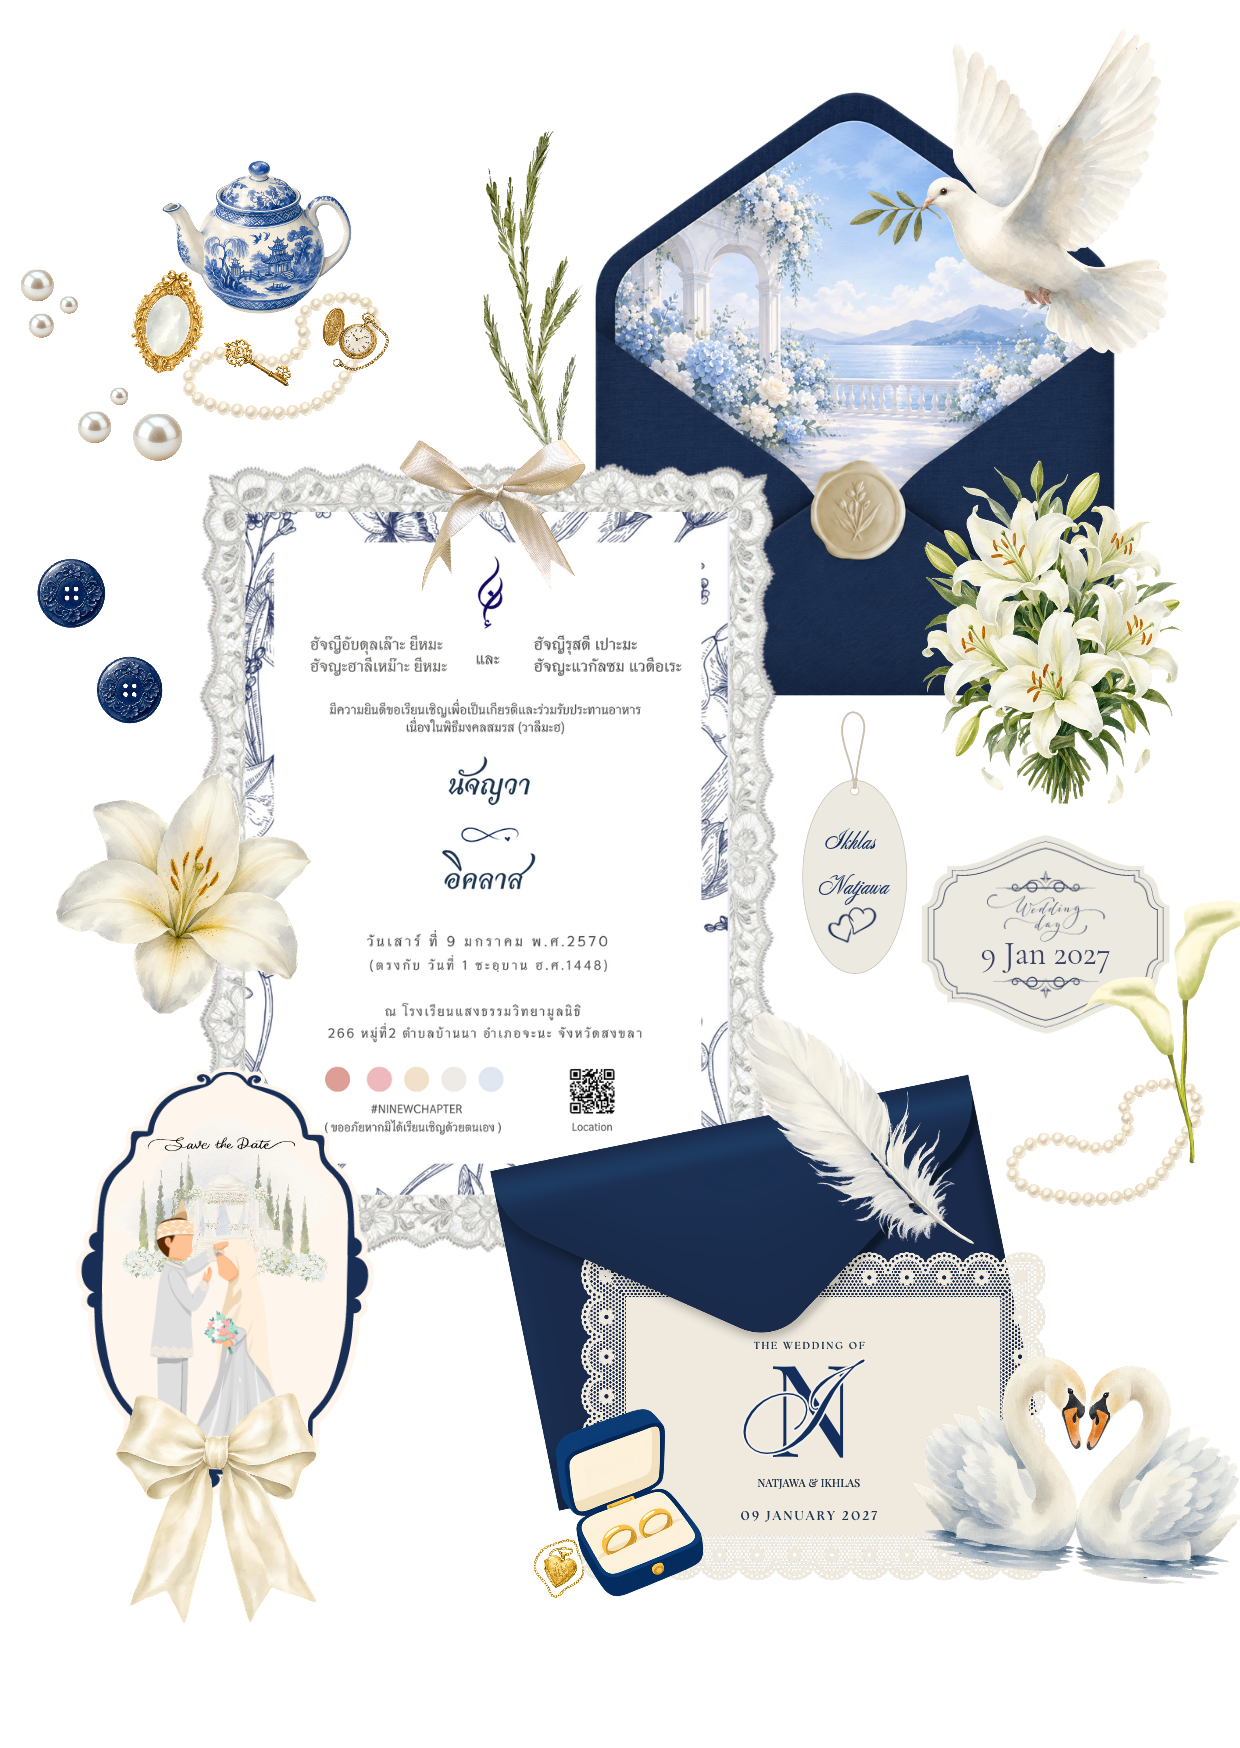 ฮัจญีอับดุลเล๊าะ ยีหมะ
ฮัจญะฮาลีเหม๊าะ ยีหมะ
และ
ฮัจญีรุสดี เปาะมะ
ฮัจญะแวกัลซม แวดือเระ
มีความยินดีขอเรียนเชิญเพื่อเป็นเกียรติและร่วมรับประทานอาหาร
เนื่องในพิธีมงคลสมรส (วาลีมะฮ)
นัจญวา
อิคลาส
วันเสาร์ ที่ 9 มกราคม พ.ศ.2570
(ตรงกับ วันที่ 1 ชะอฺบาน ฮ.ศ.1448)
ณ โรงเรียนแสงธรรมวิทยามูลนิธิ
266 หมู่ที่2 ตำบลบ้านนา อำเภอจะนะ จังหวัดสงขลา
#NINEWCHAPTER
(ขออภัยหากมิได้เรียนเชิญด้วยตนเอง)
Location
Ikhlas
Natjawa
Wedding
day
9 Jan 2027
Save the Date
THE WEDDING OF
N
NATJAWA & IKHLAS
09 JANUARY 2027